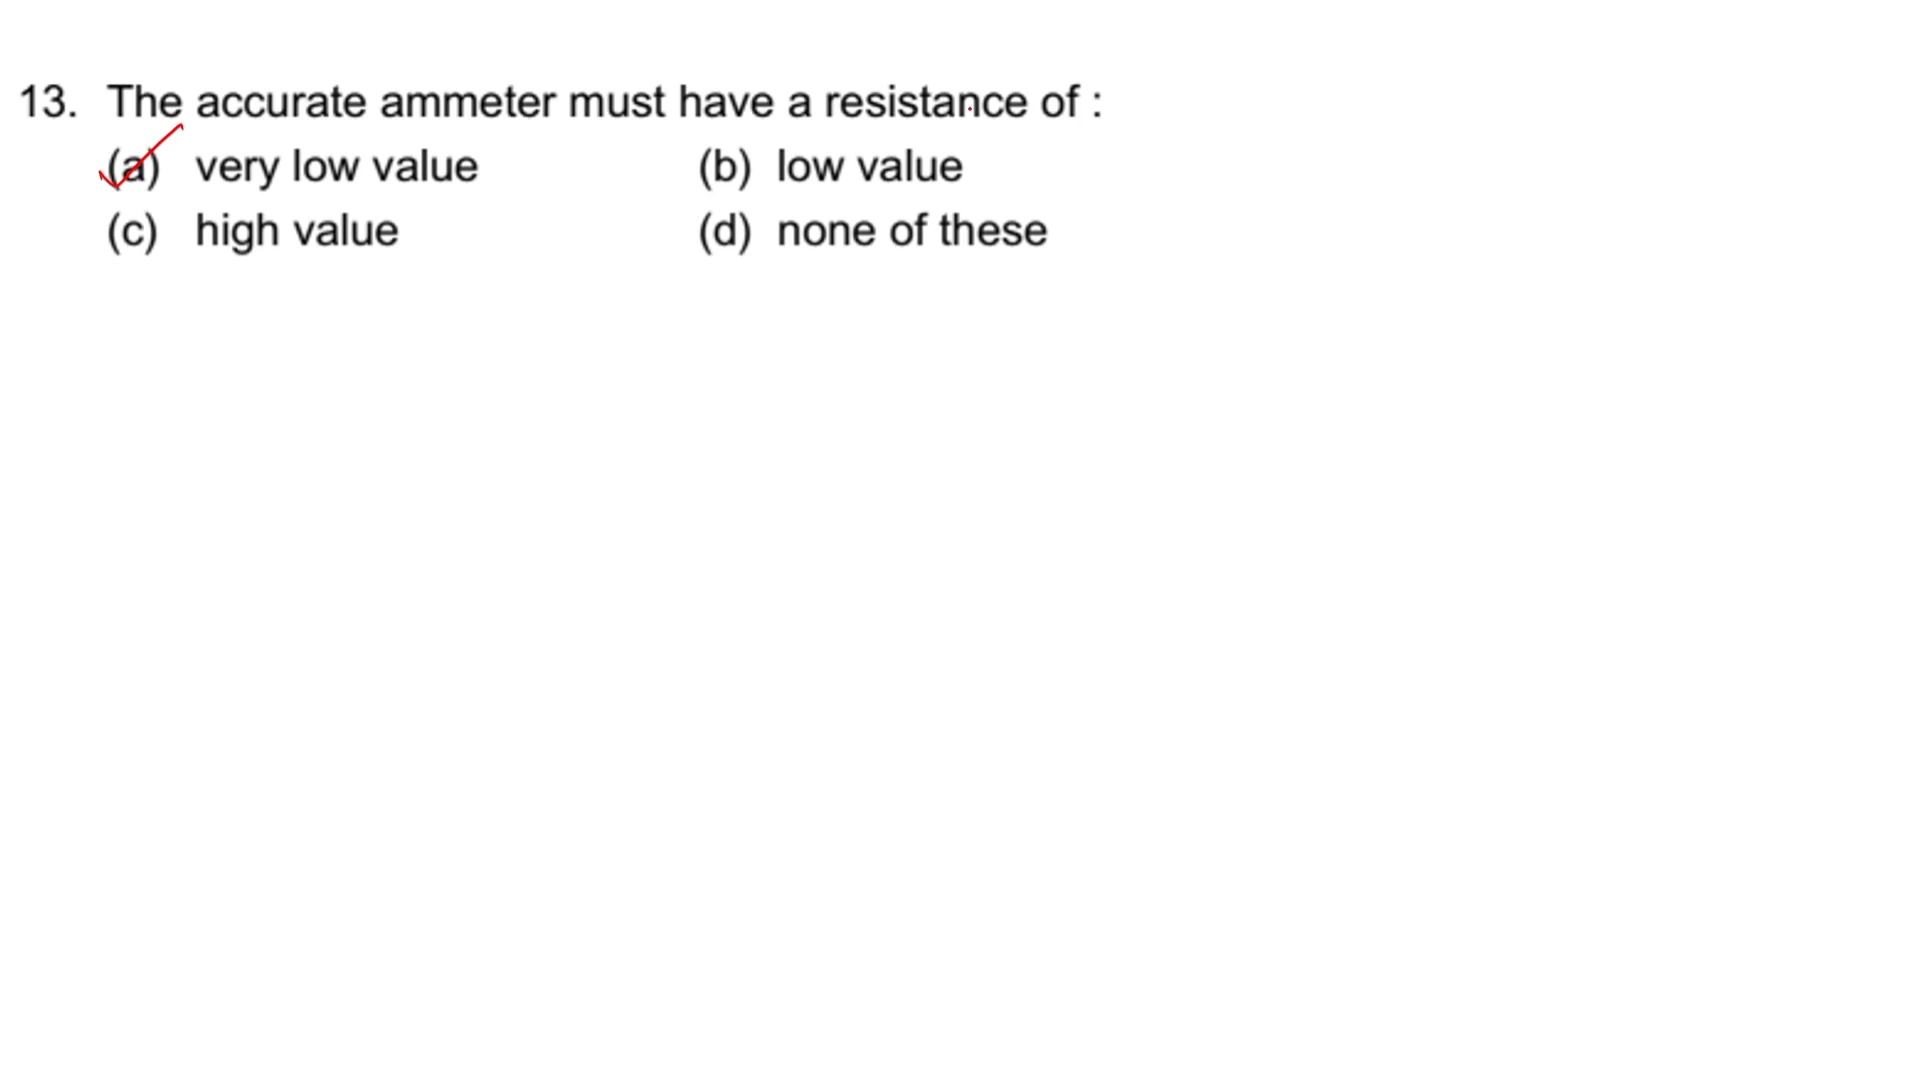 13. The accurate ammeter must have a resistance of :
(a) very low value (b) low value
(c) high value (d) none of these